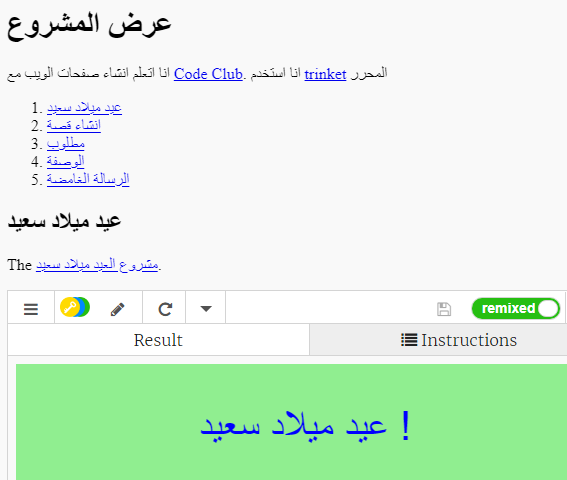 عرض المشروع
انا اتعلم انشاء صفحات الويب مع Code Club. انا استخدم trinket المحرر
1. عيد ميلاد سعيد
2. انشاء قصة
3. مطلوب
4. الوصفة
5. الرسالة الغامضة
عيد ميلاد سعيد
The مشروع العيد ميلاد سعيد.
remixed
Result
Instructions
عيد ميلاد سعيد !